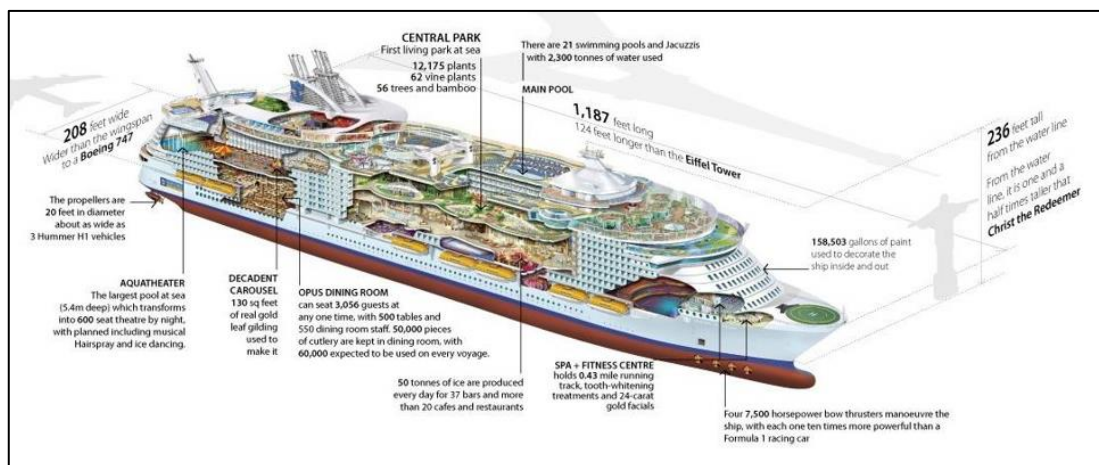 CENTRAL PARK
First living park at sea
12,175 plants
62 vine plants
56 trees and bamboo
There are 21 swimming pools and Jacuzzis
with 2,300 tonnes of water used
MAIN POOL
208 feet wide
Wider than the wingspan
to a Boeing 747
1,187 feet long
124 feet longer than the Eiffel Tower
236 feet tall
from the water line
From the water
line, it is one and a
half times taller that
Christ the Redeemer
The propellers are
20 feet in diameter
about as wide as
3 Hummer H1 vehicles
158,503 gallons of paint
used to decorate the
ship inside and out
AQUATHEATER
The largest pool at sea
(5.4m deep) which transforms
into 600 seat theatre by night,
with planned including musical
Hairspray and ice dancing.
DECADENT
CAROUSEL
130 sq feet
of real gold
leaf gilding
used to
make it
OPUS DINING ROOM
can seat 3,056 guests at
any one time, with 500 tables and
550 dining room staff. 50,000 pieces
of cutlery are kept in dining room, with
60,000 expected to be used on every voyage.
50 tonnes of ice are produced
every day for 37 bars and more
than 20 cafes and restaurants
SPA + FITNESS CENTRE
holds 0.43 mile running
track, tooth-whitening
treatments and 24-carat
gold facials
Four 7,500 horsepower bow thrusters manoeuvre the
ship, with each one ten times more powerful than a
Formula 1 racing car